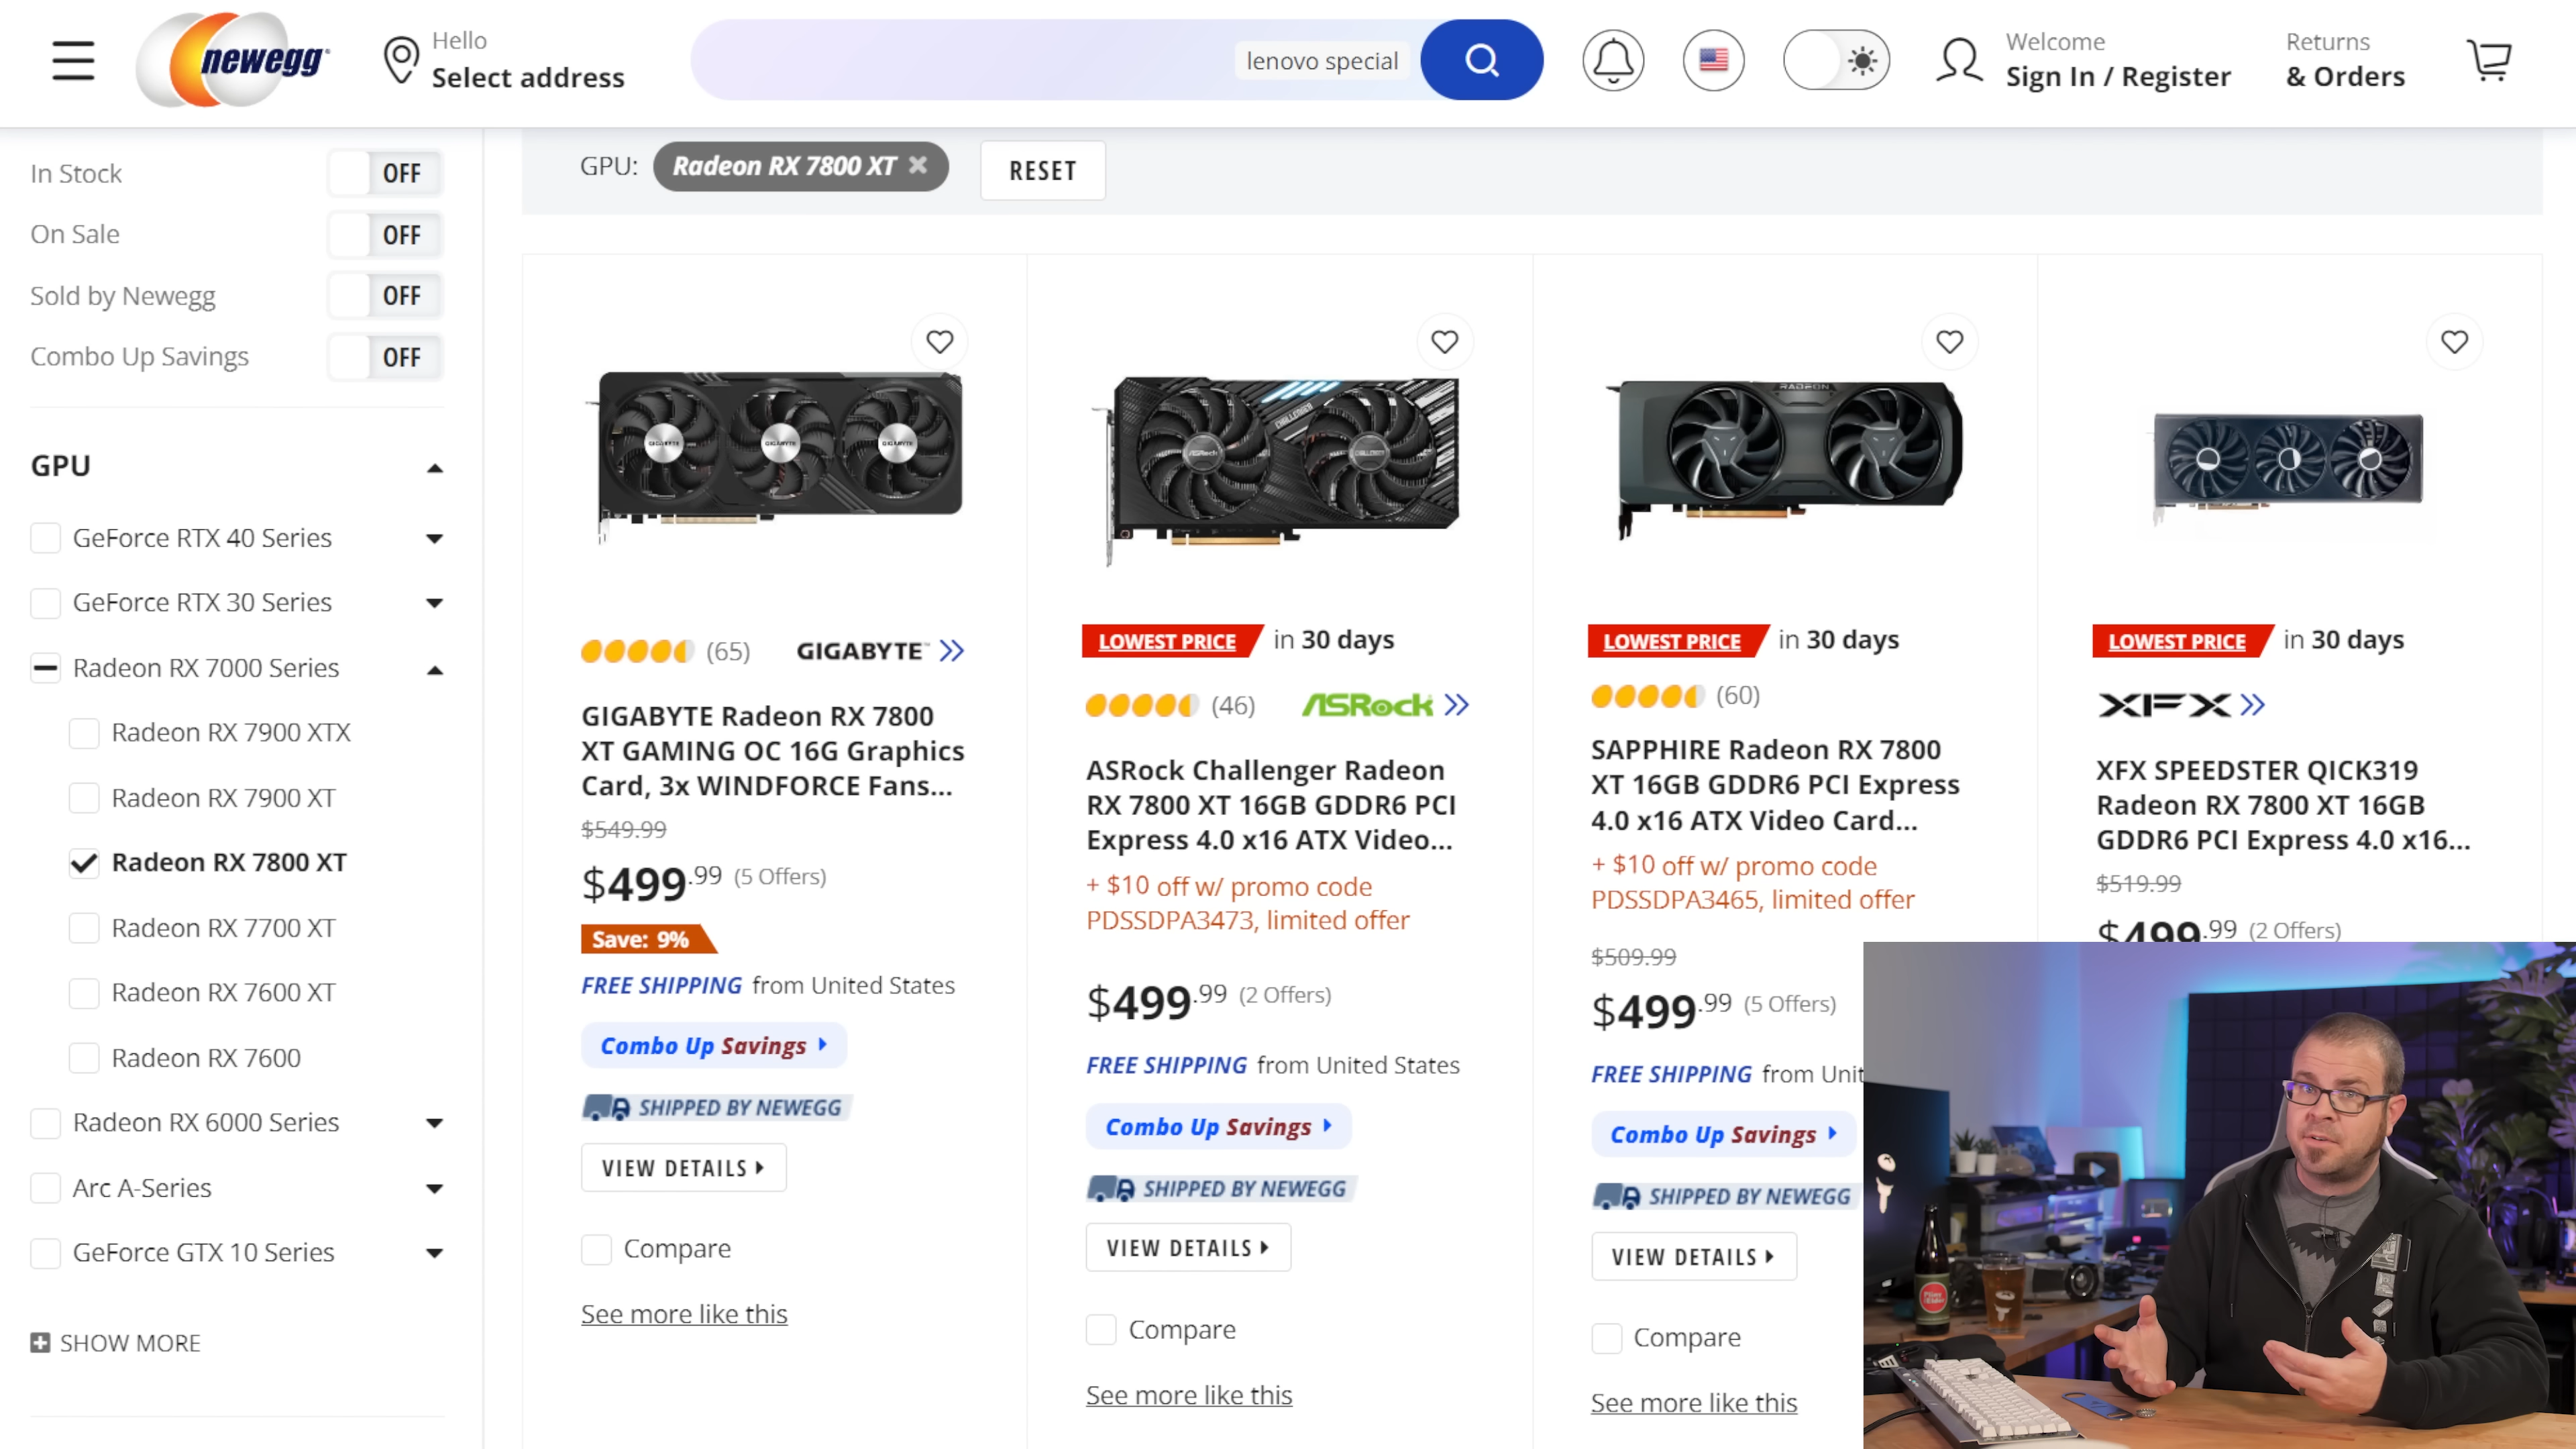 newegg
Hello
Select address
lenovo special
Welcome
Sign In / Register
Returns
& Orders
In Stock OFF
On Sale OFF
Sold by Newegg OFF
Combo Up Savings OFF
GPU
GeForce RTX 40 Series
GeForce RTX 30 Series
Radeon RX 7000 Series
Radeon RX 7900 XTX
Radeon RX 7900 XT
Radeon RX 7800 XT
Radeon RX 7700 XT
Radeon RX 7600 XT
Radeon RX 7600
Radeon RX 6000 Series
Arc A-Series
GeForce GTX 10 Series
SHOW MORE
GPU: Radeon RX 7800 XT RESET
GIGABYTE GIGABYTE GIGABYTE
(65) GIGABYTE
GIGABYTE Radeon RX 7800
XT GAMING OC 16G Graphics
Card, 3x WINDFORCE Fans...
$549.99
$499.99 (5 Offers)
Save: 9%
FREE SHIPPING from United States
Combo Up Savings
SHIPPED BY NEWEGG
VIEW DETAILS
Compare
See more like this
CHALLENGER
ASRock
LOWEST PRICE in 30 days
(46) ASRock
ASRock Challenger Radeon
RX 7800 XT 16GB GDDR6 PCI
Express 4.0 x16 ATX Video...
+ $10 off w/ promo code
PDSSDPA3473, limited offer
$499.99 (2 Offers)
FREE SHIPPING from United States
Combo Up Savings
SHIPPED BY NEWEGG
VIEW DETAILS
Compare
See more like this
RADEON
LOWEST PRICE in 30 days
(60)
SAPPHIRE Radeon RX 7800
XT 16GB GDDR6 PCI Express
4.0 x16 ATX Video Card...
+ $10 off w/ promo code
PDSSDPA3465, limited offer
$509.99
$499.99 (5 Offers)
FREE SHIPPING from Unit
Combo Up Savings
SHIPPED BY NEWEGG
VIEW DETAILS
Compare
See more like this
LOWEST PRICE in 30 days
XFX
XFX SPEEDSTER QICK319
Radeon RX 7800 XT 16GB
GDDR6 PCI Express 4.0 x16...
$519.99
$499.99 (2 Offers)